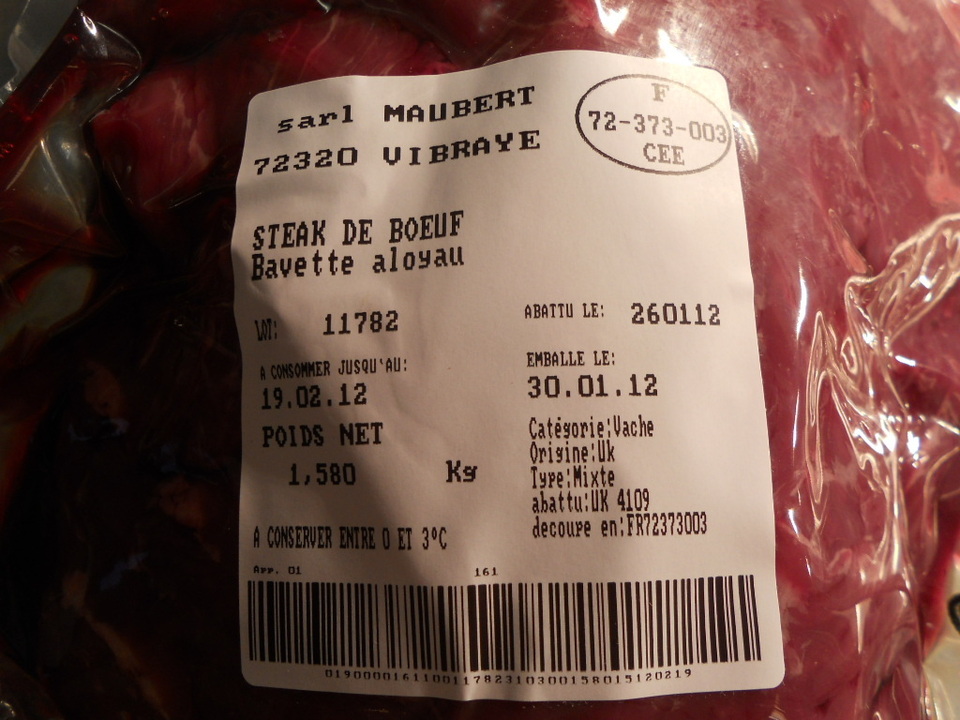 sarl MAUBERT
72320 VIBRAYE
F
72-373-003
CEE
STEAK DE BOEUF
Bavette aloyau
LOT: 11782
ABATTU LE: 260112
A CONSOMMER JUSQU'AU:
19.02.12
EMBALLE LE:
30.01.12
POIDS NET
1,580 Kg
Catégorie:Vache
Origine:Uk
Type:Mixte
abattu:UK 4109
decoupe en:FR72373003
A CONSERVER ENTRE 0 ET 3°C
App. 01 161
01900001611001178231030015801512021​9